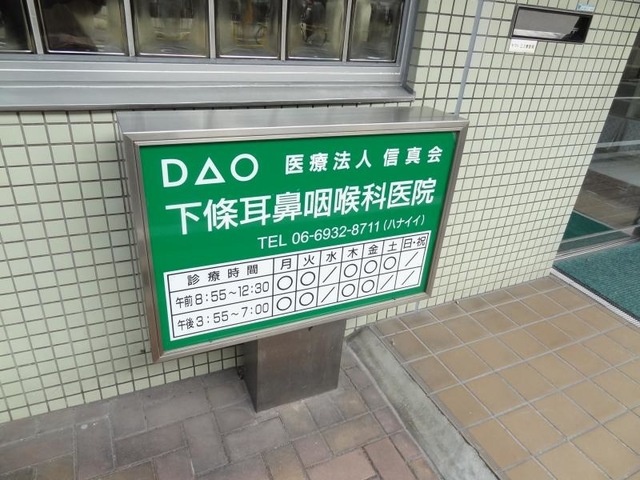 DAO 医療法人 信真会
下條耳鼻咽喉科医院
TEL 06-6932-8711 (ハナイイ)
診療時間 月 火 水 木 金 土 日・祝
午前 8:55～12:30 ○ ○ ／ ○ ○ ○ ／
午後 3:55～7:00 ○ ○ ／ ○ ○ ／ ／